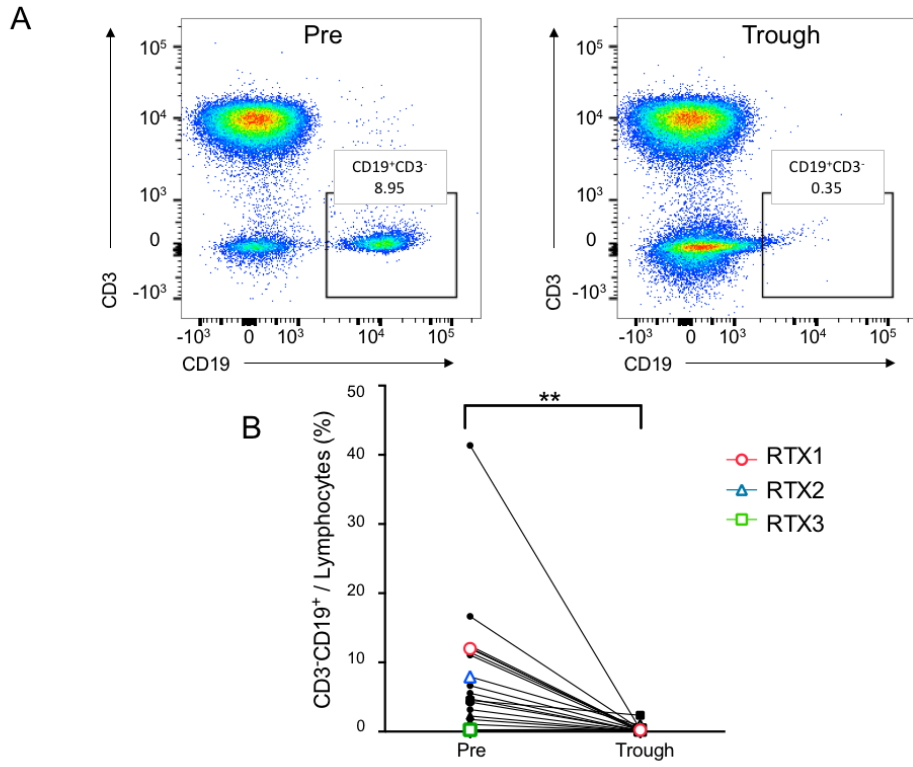 A
Pre
Trough
10⁵
10⁴
10³
0
-10³
CD3
CD19⁺CD3⁻
8.95
-10³
0
10³
10⁴
10⁵
CD19
10⁵
10⁴
10³
0
-10³
CD3
CD19⁺CD3⁻
0.35
-10³
0
10³
10⁴
10⁵
CD19
B
CD3⁻CD19⁺ / Lymphocytes (%)
50
40
20
10
0
**
Pre
Trough
RTX1
RTX2
RTX3